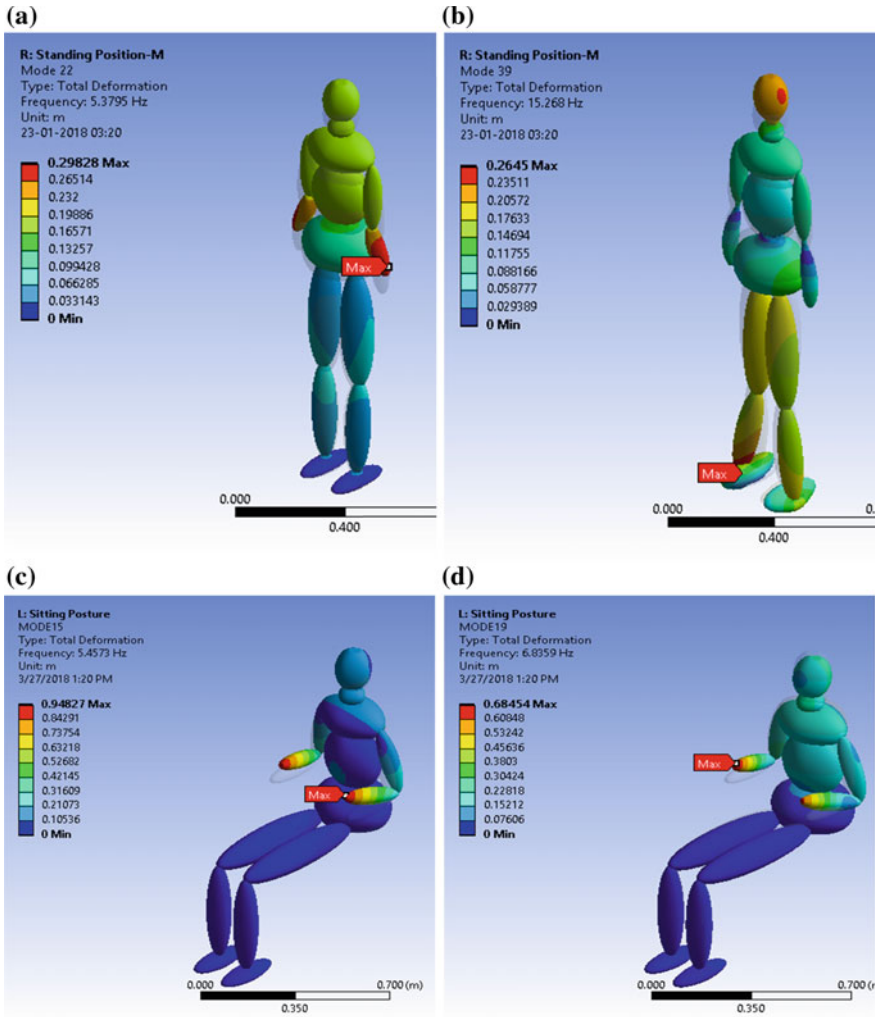 (a)
R: Standing Position-M
Mode 22
Type: Total Deformation
Frequency: 5.3795 Hz
Unit: m
23-01-2018 03:20
0.29828 Max
0.26514
0.232
0.19886
0.16571
0.13257
0.099428
0.066285
0.033143
0 Min
Max
0.000
0.400
(b)
R: Standing Position-M
Mode 39
Type: Total Deformation
Frequency: 15.268 Hz
Unit: m
23-01-2018 03:20
0.2645 Max
0.23511
0.20572
0.17633
0.14694
0.11755
0.088166
0.058777
0.029389
0 Min
Max
0.000
0.400
(c)
L: Sitting Posture
MODE15
Type: Total Deformation
Frequency: 5.4573 Hz
Unit: m
3/27/2018 1:20 PM
0.94827 Max
0.84291
0.73754
0.63218
0.52682
0.42145
0.31609
0.21073
0.10536
0 Min
Max
0.000
0.700 (m)
0.350
(d)
L: Sitting Posture
MODE19
Type: Total Deformation
Frequency: 6.8359 Hz
Unit: m
3/27/2018 1:20 PM
0.68454 Max
0.60848
0.53242
0.45636
0.3803
0.30424
0.22818
0.15212
0.07606
0 Min
Max
0.000
0.700
0.350